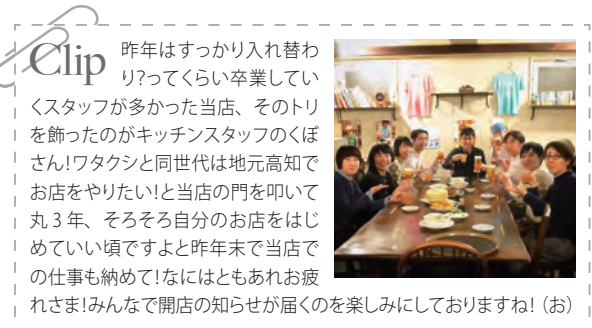 Clip
昨年はすっかり入れ替わ
り?ってくらい卒業してい
くスタッフが多かった当店、そのトリ
を飾ったのがキッチンスタッフのくぼ
さん!ワタクシと同世代は地元高知で
お店をやりたい!と当店の門を叩いて
丸3年、そろそろ自分のお店をはじ
めていい頃ですよと昨年末で当店で
の仕事も納めて!なにはともあれお疲
れさま!みんなで開店の知らせが届くのを楽しみにしておりますね!(お)